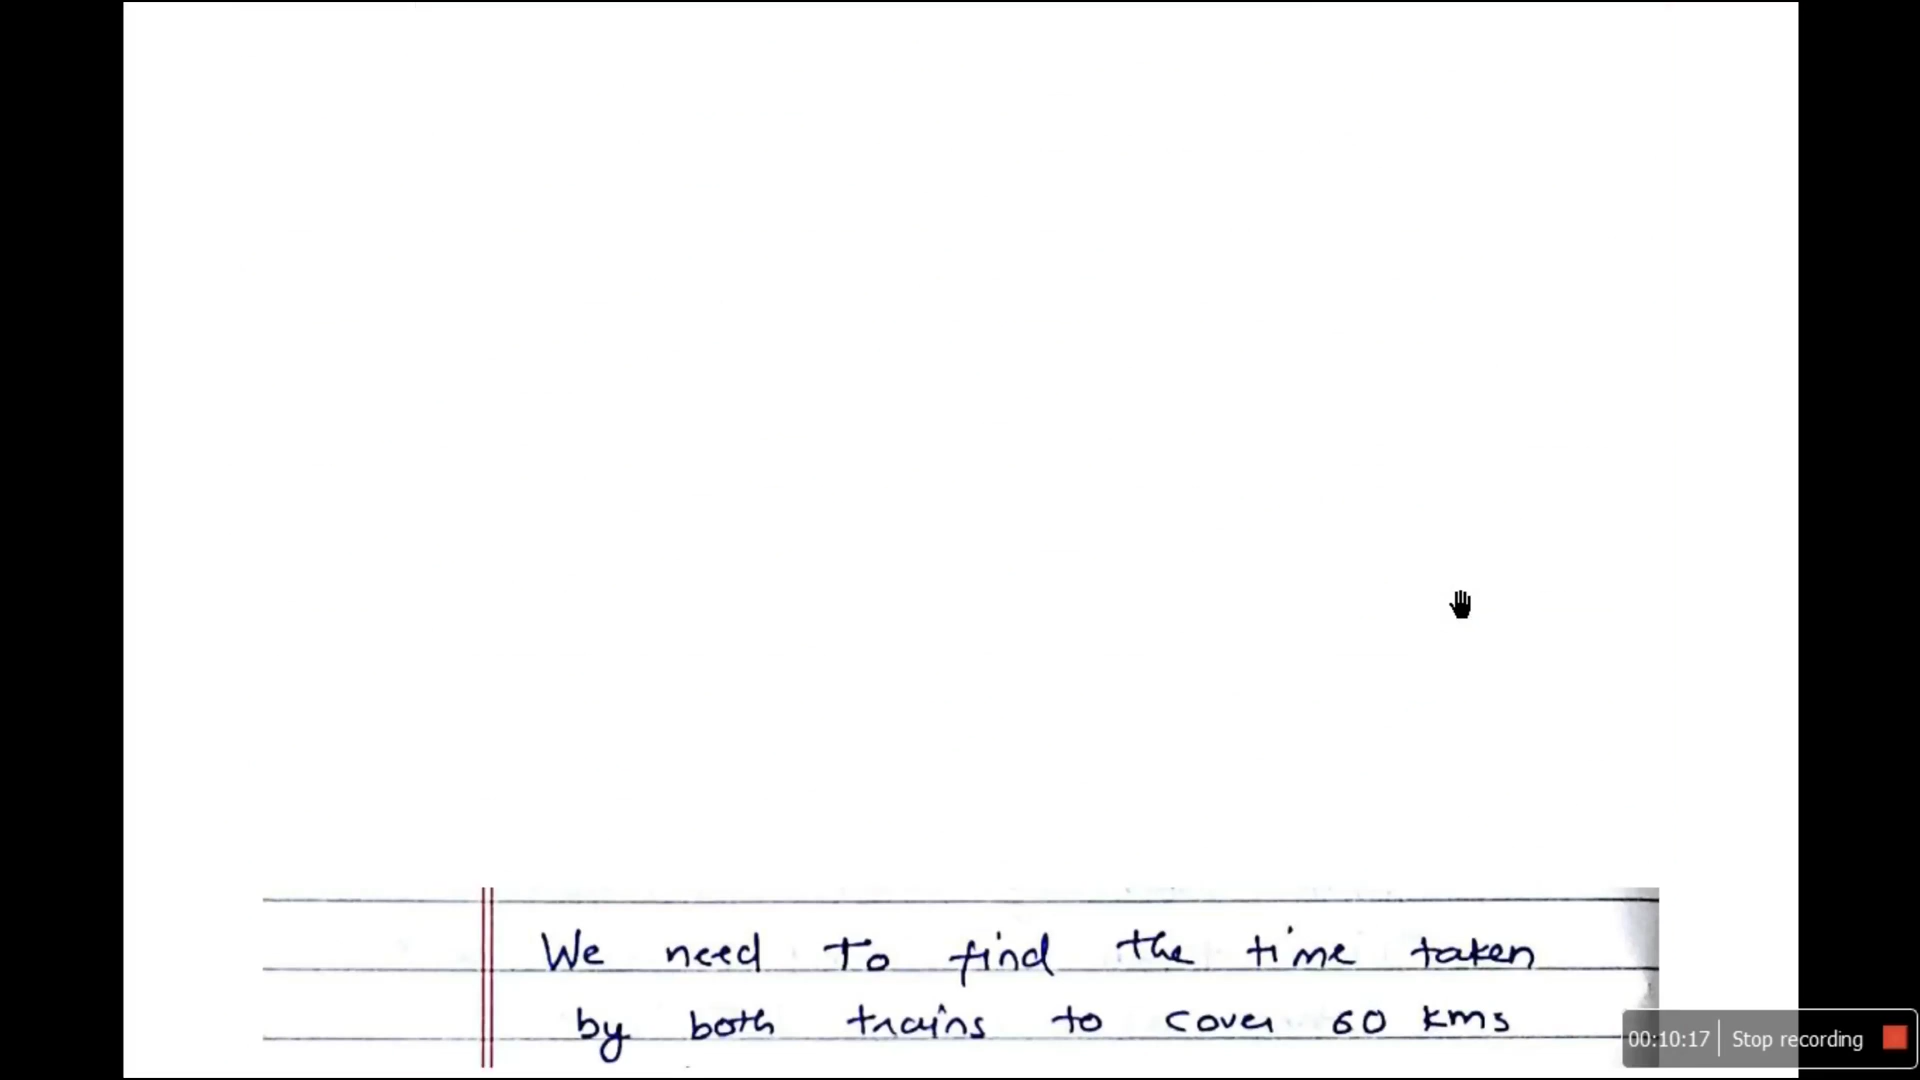 We need To find the time taken
by both trains to cover 60 kms
00:10:17 Stop recording